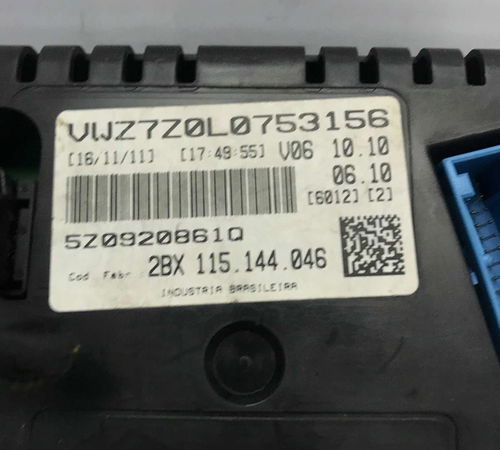 VWZ7Z0L0753156
[16/11/11] [17:49:55] V06 10.10
06.10
[6012] [2]
5Z0920861Q
Cod. Fabr. 2BX 115.144.046
INDUSTRIA BRASILEIRA